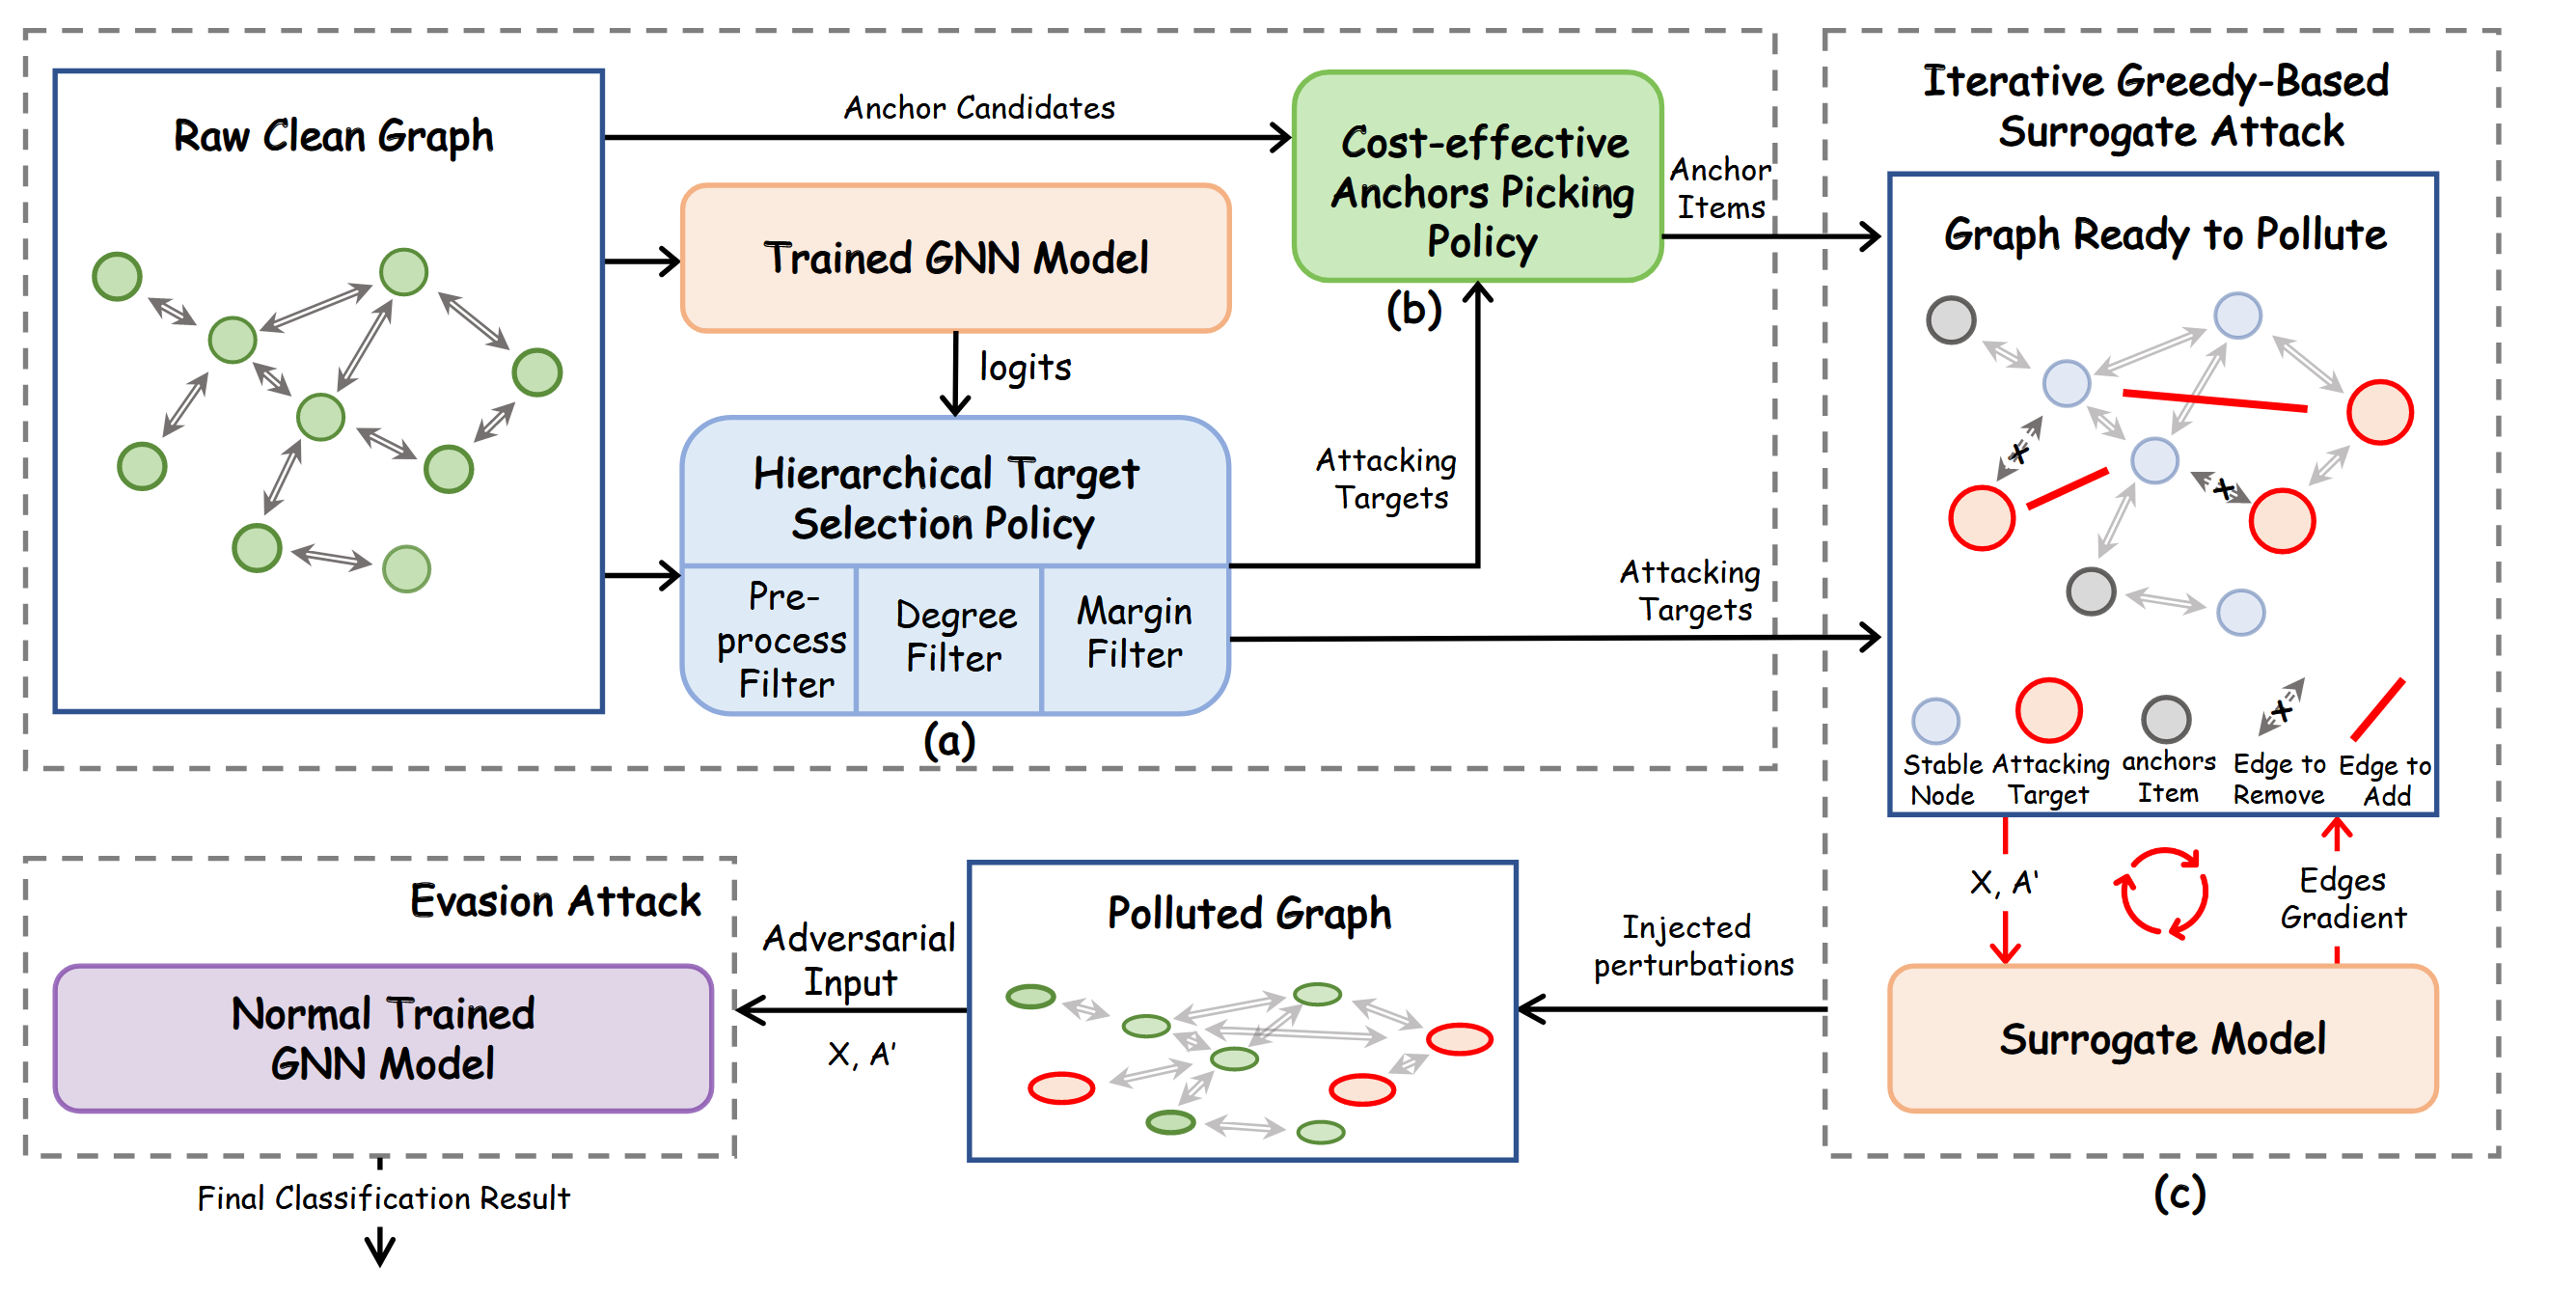 Raw Clean Graph
Anchor Candidates
Trained GNN Model
logits
Hierarchical Target
Selection Policy
Pre-
process
Filter
Degree
Filter
Margin
Filter
(a)
Cost-effective
Anchors Picking
Policy
(b)
Attacking
Targets
Anchor
Items
Attacking
Targets
Iterative Greedy-Based
Surrogate Attack
Graph Ready to Pollute
Stable
Node
Attacking
Target
anchors
Item
Edge to
Remove
Edge to
Add
X, A'
Edges
Gradient
Surrogate Model
(c)
Injected
perturbations
Polluted Graph
Adversarial
Input
X, A'
Evasion Attack
Normal Trained
GNN Model
Final Classification Result